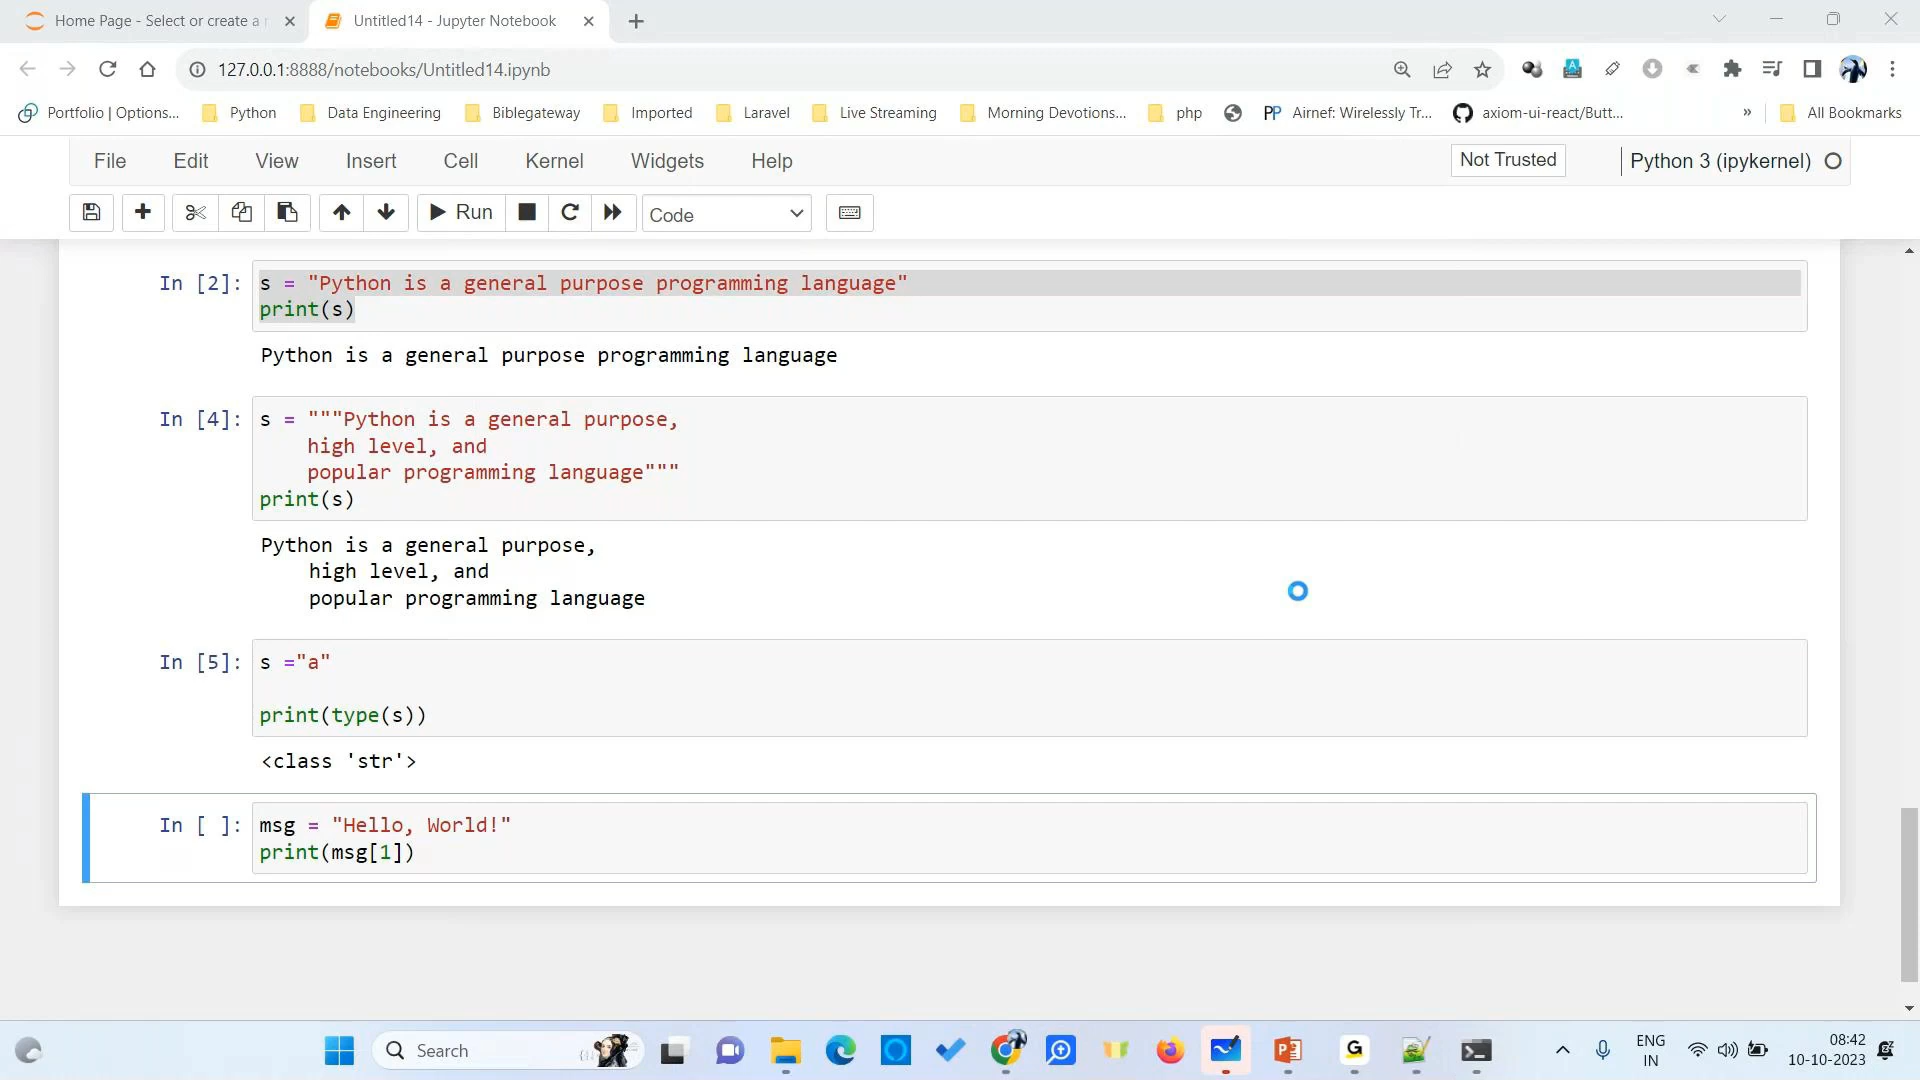 Home Page - Select or create a n
Untitled14 - Jupyter Notebook
127.0.0.1:8888/notebooks/Untitled14.ipynb
Portfolio | Options...
Python
Data Engineering
Biblegateway
Imported
Laravel
Live Streaming
Morning Devotions...
php
PP Airnef: Wirelessly Tr...
axiom-ui-react/Butt...
»
All Bookmarks
File Edit View Insert Cell Kernel Widgets Help
Not Trusted
Python 3 (ipykernel)
Run
Code
In [2]: s = "Python is a general purpose programming language"
print(s)
Python is a general purpose programming language
In [4]: s = """Python is a general purpose,
    high level, and
    popular programming language"""
print(s)
Python is a general purpose,
    high level, and
    popular programming language
In [5]: s ="a"
print(type(s))
<class 'str'>
In [ ]: msg = "Hello, World!"
print(msg[1])
Search
ENG
IN
08:42
10-10-2023